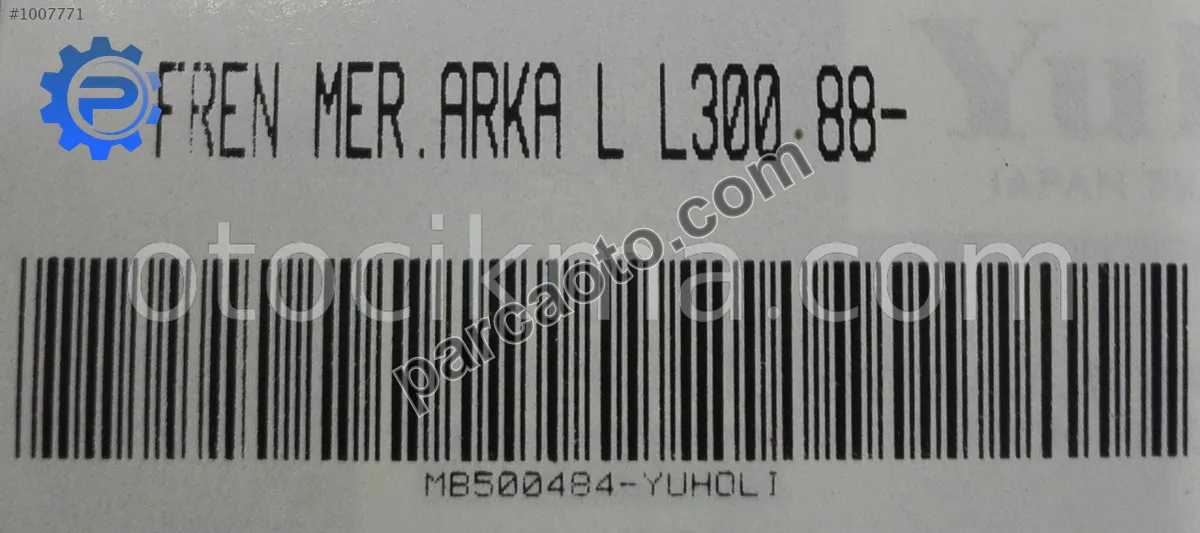 #1007771
FREN MER.ARKA L L300 88-
otocikma.com
parcaoto.com
MB500484-YUHOLI